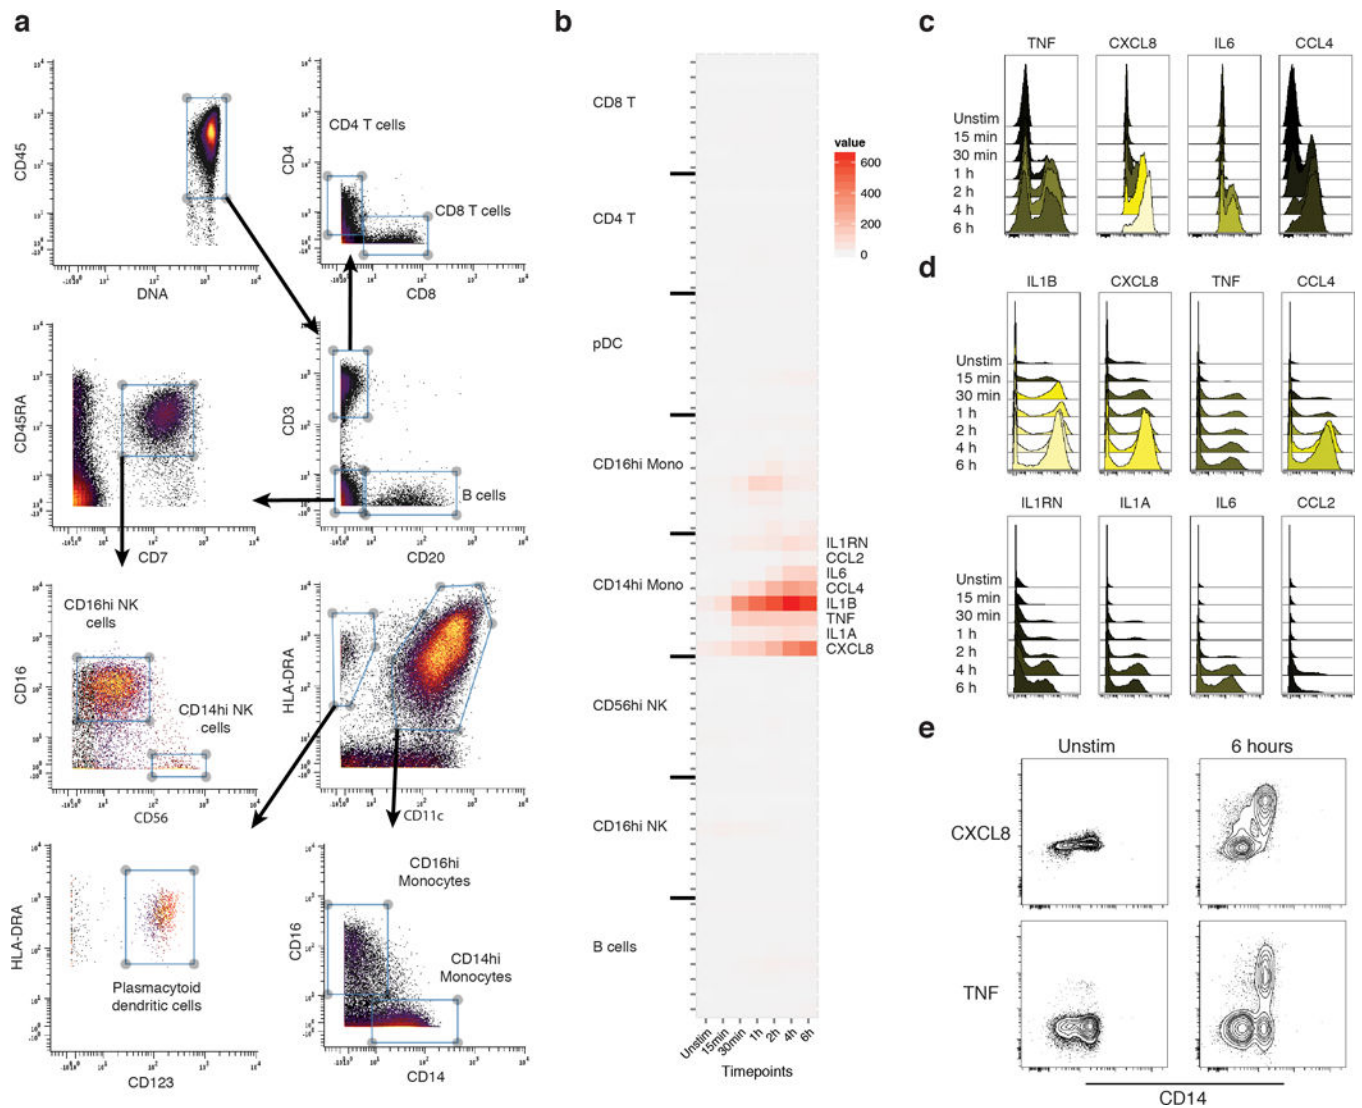 a
CD45
DNA
CD4
CD4 T cells
CD8 T cells
CD8
CD45RA
CD7
CD3
B cells
CD20
CD16hi NK
cells
CD16
CD14hi NK
cells
CD56
HLA-DRA
CD11c
HLA-DRA
Plasmacytoid
dendritic cells
CD123
CD16hi
Monocytes
CD16
CD14hi
Monocytes
CD14
b
CD8 T
CD4 T
pDC
CD16hi Mono
CD14hi Mono
CD56hi NK
CD16hi NK
B cells
value
600
400
200
0
IL1RN
CCL2
IL6
CCL4
IL1B
TNF
IL1A
CXCL8
Unstim
15min
30min
1h
2h
4h
6h
Timepoints
c
TNF CXCL8 IL6 CCL4
Unstim
15 min
30 min
1 h
2 h
4 h
6 h
d
IL1B CXCL8 TNF CCL4
Unstim
15 min
30 min
1 h
2 h
4 h
6 h
IL1RN IL1A IL6 CCL2
Unstim
15 min
30 min
1 h
2 h
4 h
6 h
e
Unstim 6 hours
CXCL8
TNF
CD14